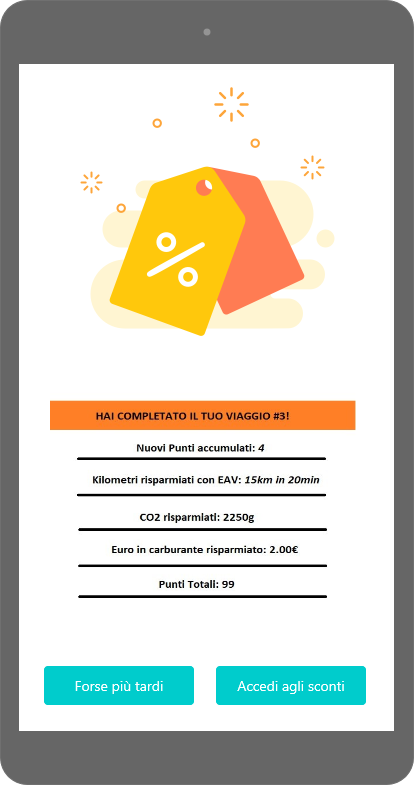 %
HAI COMPLETATO IL TUO VIAGGIO #3!
Nuovi Punti accumulati: 4
Kilometri risparmiati con EAV: 15km in 20min
CO2 risparmiati: 2250g
Euro in carburante risparmiato: 2.00€
Punti Totali: 99
Forse più tardi
Accedi agli sconti